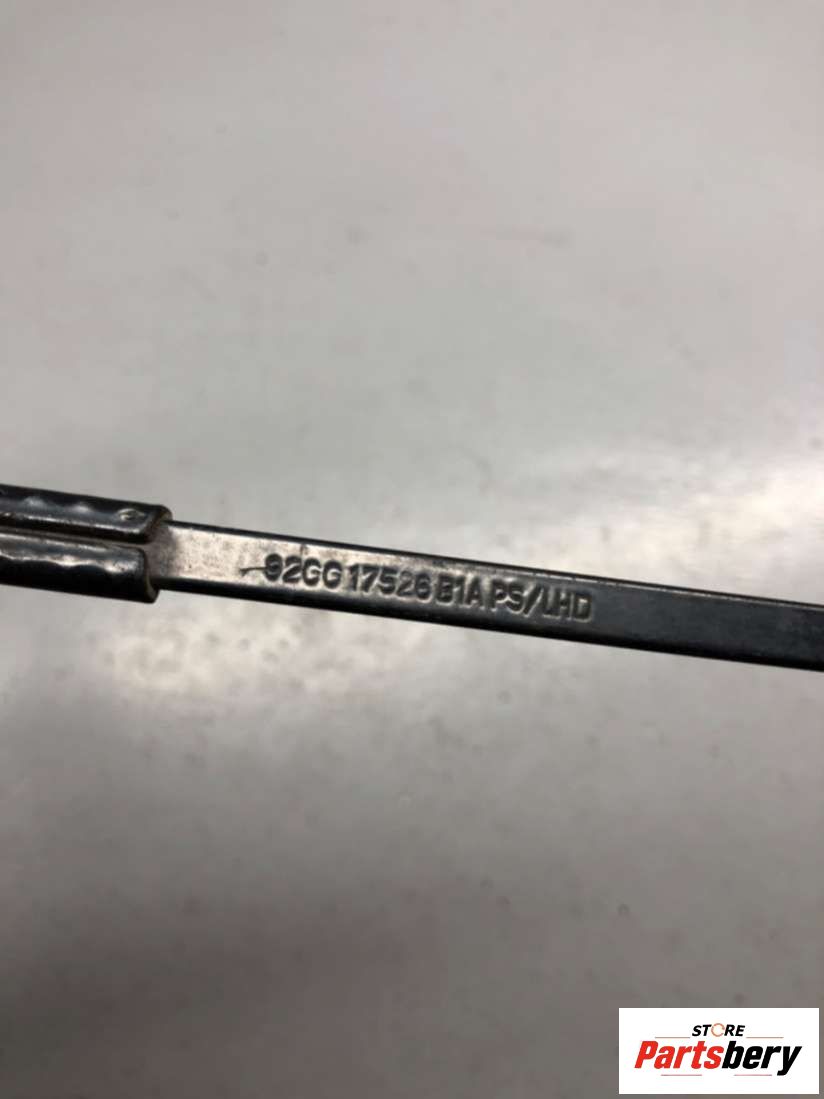 92GG 17526 B1A PS/LHD
STORE
Partsbery